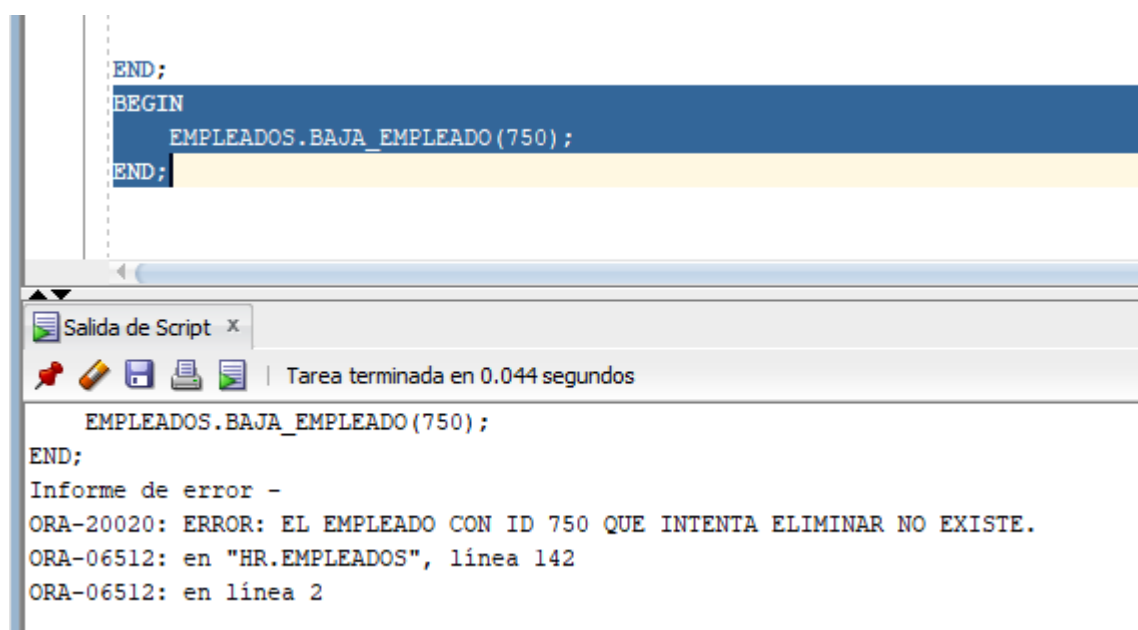 END;
BEGIN
EMPLEADOS.BAJA_EMPLEADO(750);
END;
Salida de Script x
Tarea terminada en 0.044 segundos
EMPLEADOS.BAJA_EMPLEADO(750);
END;
Informe de error -
ORA-20020: ERROR: EL EMPLEADO CON ID 750 QUE INTENTA ELIMINAR NO EXISTE.
ORA-06512: en "HR.EMPLEADOS", línea 142
ORA-06512: en línea 2